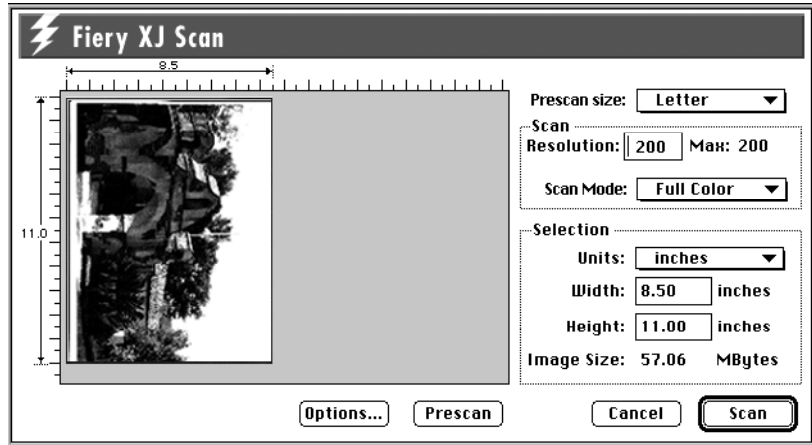 Fiery XJ Scan
8.5
11.0
Prescan size: Letter
Scan
Resolution: 200 Max: 200
Scan Mode: Full Color
Selection
Units: inches
Width: 8.50 inches
Height: 11.00 inches
Image Size: 57.06 MBytes
Options... Prescan Cancel Scan